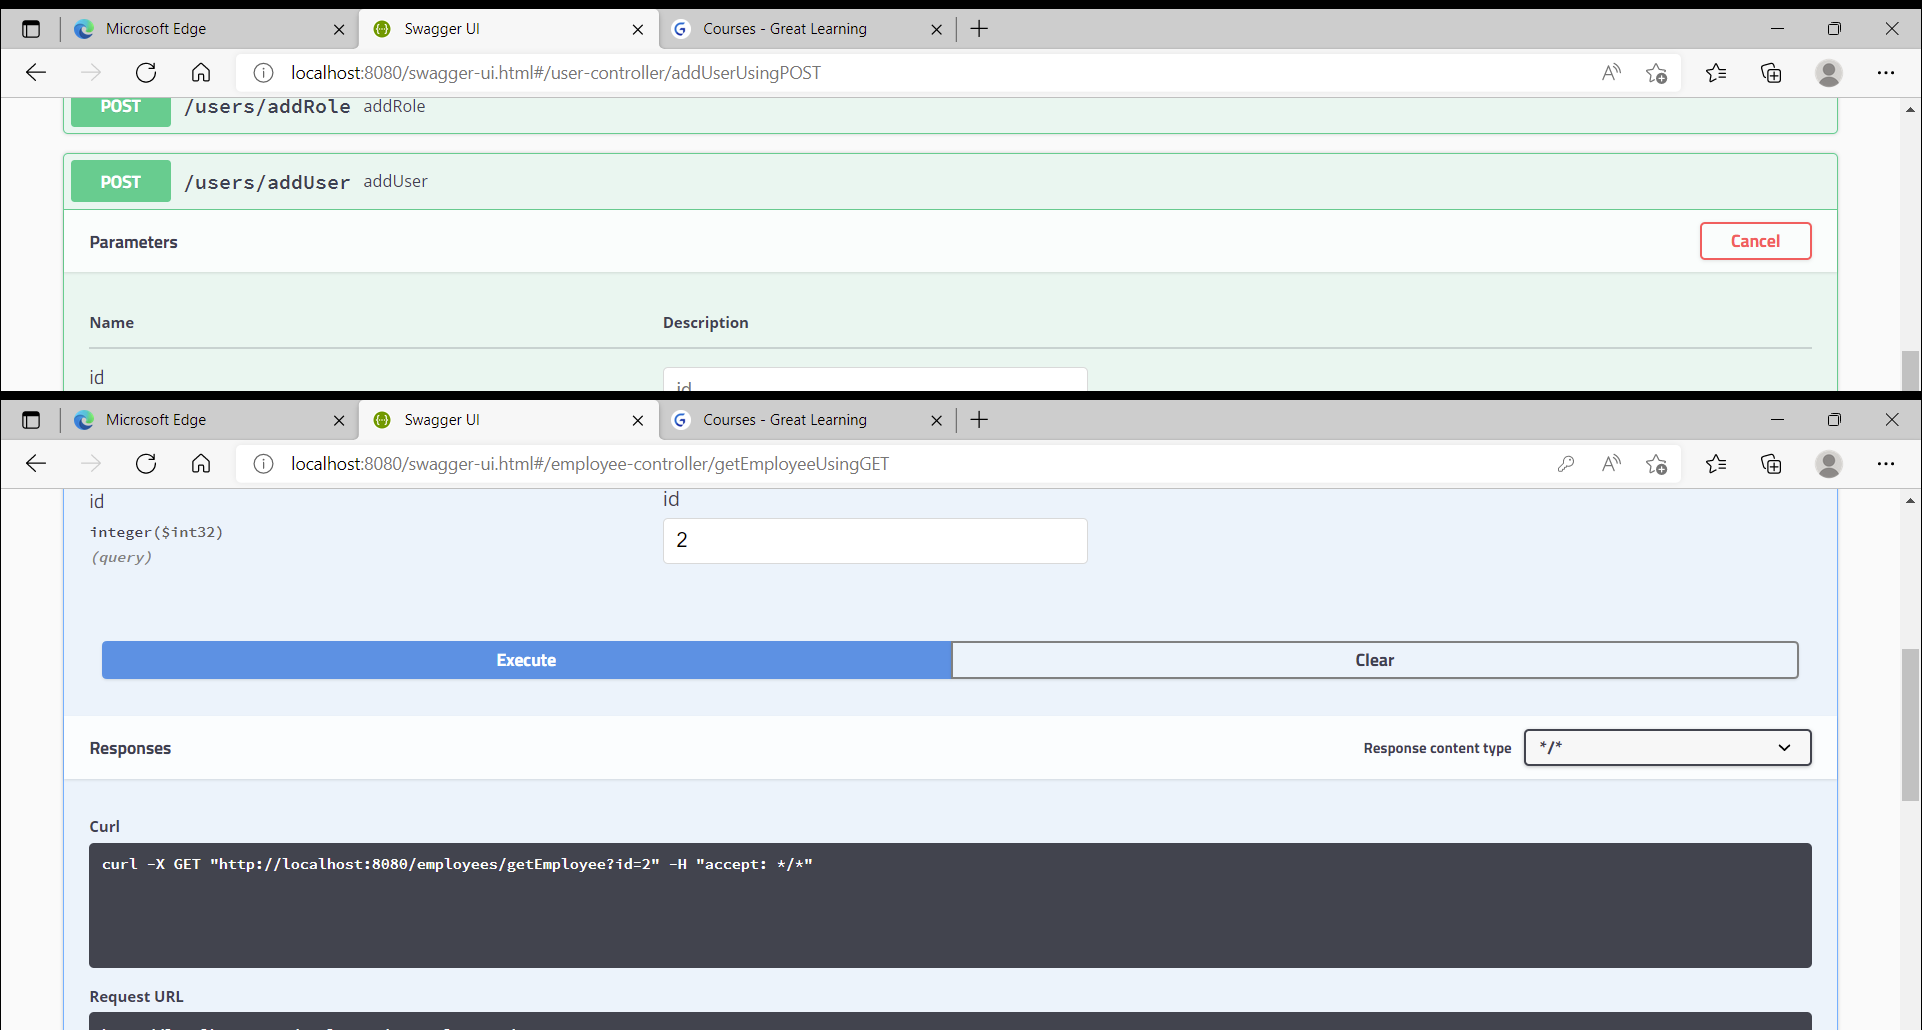 Microsoft Edge
Swagger UI
Courses - Great Learning
localhost:8080/swagger-ui.html#/user-controller/addUserUsingPOST
POST /users/addRole addRole
POST /users/addUser addUser
Parameters
Cancel
Name Description
id
id
Microsoft Edge
Swagger UI
Courses - Great Learning
localhost:8080/swagger-ui.html#/employee-controller/getEmployeeUsingGET
id id
integer($int32)
(query)
2
Execute
Clear
Responses
Response content type
*/*
Curl
curl -X GET "http://localhost:8080/employees/getEmployee?id=2" -H "accept: */*"
Request URL